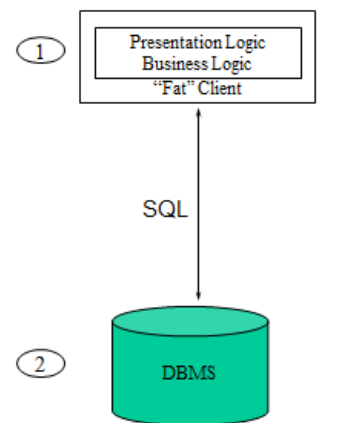 1
Presentation Logic
Business Logic
“Fat” Client
SQL
2
DBMS